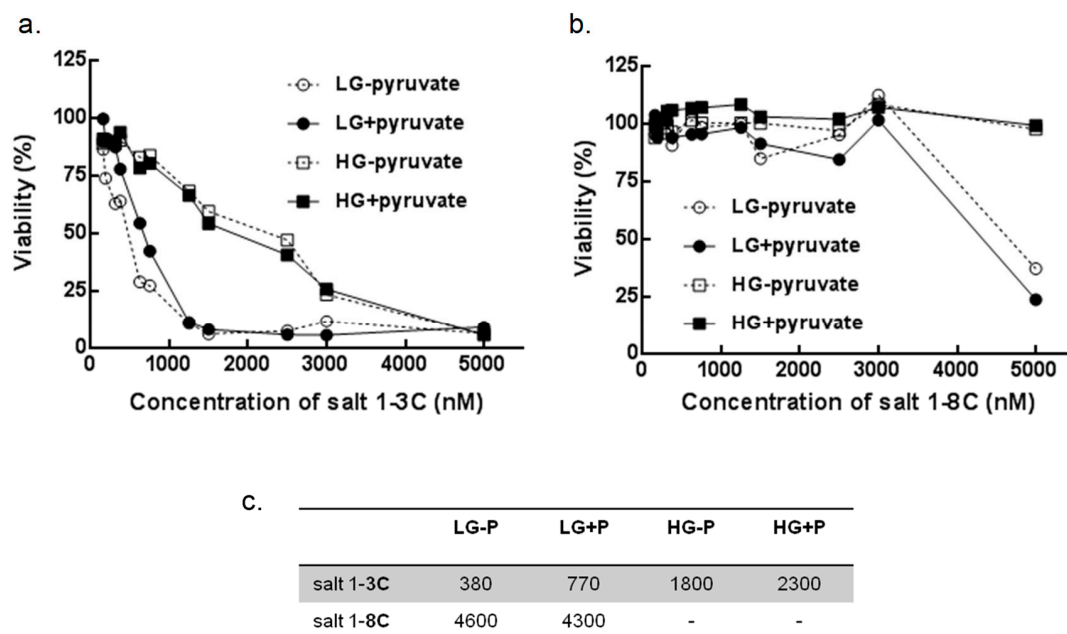 a.
125
100
75
50
25
0
Viability (%)
LG-pyruvate
LG+pyruvate
HG-pyruvate
HG+pyruvate
0 1000 2000 3000 4000 5000
Concentration of salt 1-3C (nM)
b.
125
100
75
50
25
0
Viability (%)
LG-pyruvate
LG+pyruvate
HG-pyruvate
HG+pyruvate
0 1000 2000 3000 4000 5000
Concentration of salt 1-8C (nM)
c.
LG-P LG+P HG-P HG+P
salt 1-3C 380 770 1800 2300
salt 1-8C 4600 4300 - -